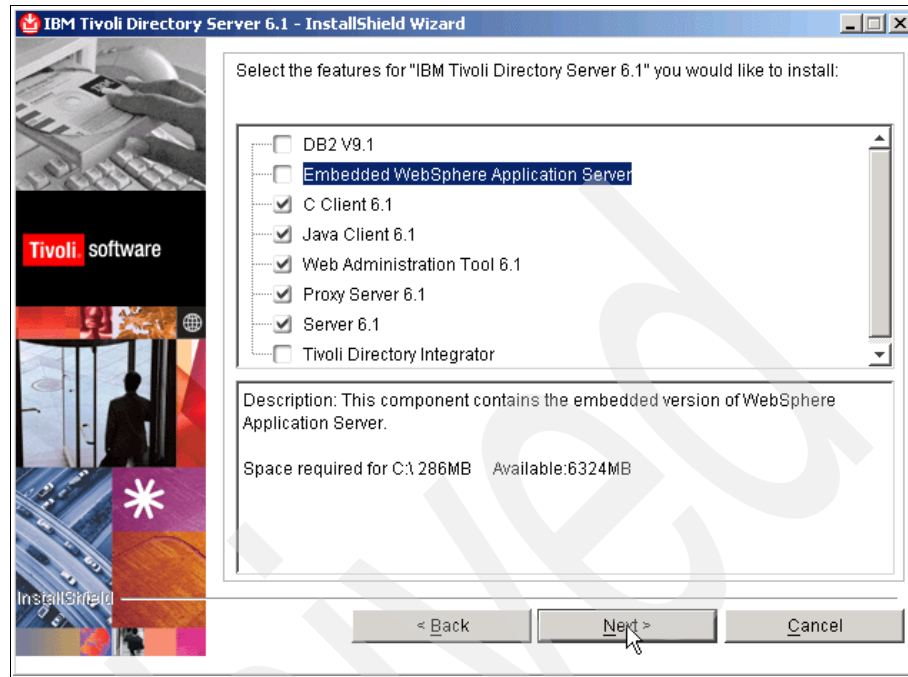 IBM Tivoli Directory Server 6.1 - InstallShield Wizard
Select the features for "IBM Tivoli Directory Server 6.1" you would like to install:
DB2 V9.1
Embedded WebSphere Application Server
C Client 6.1
Java Client 6.1
Web Administration Tool 6.1
Proxy Server 6.1
Server 6.1
Tivoli Directory Integrator
Tivoli. software
Description: This component contains the embedded version of WebSphere
Application Server.
Space required for C:\ 286MB Available:6324MB
InstallShield
< Back
Next >
Cancel